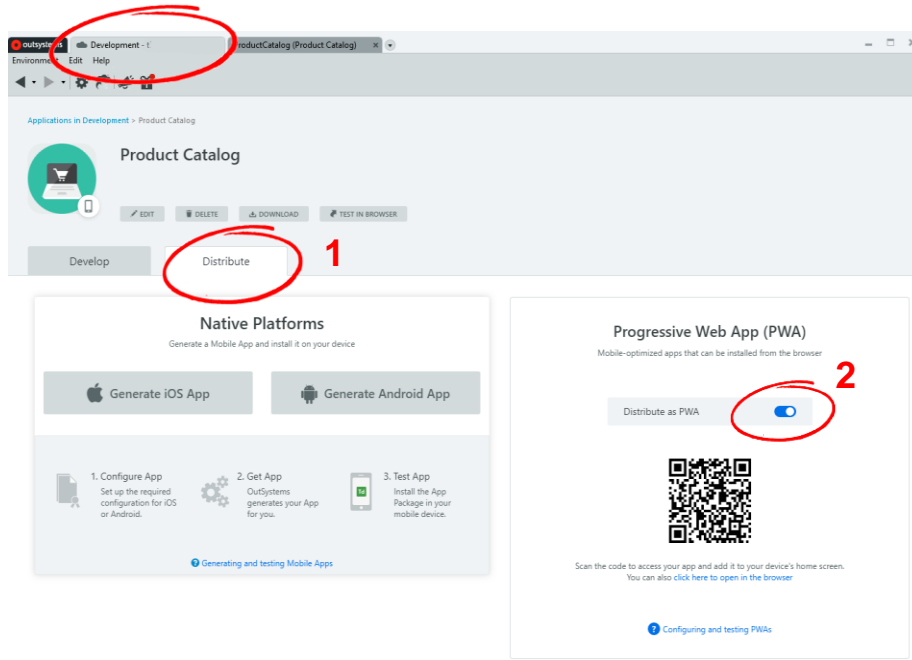 outsystems Development - ProductCatalog (Product Catalog)
Environment Edit Help
Applications in Development > Product Catalog
Product Catalog
EDIT DELETE DOWNLOAD TEST IN BROWSER
Develop Distribute 1
Native Platforms
Generate a Mobile App and install it on your device
Generate iOS App Generate Android App
1. Configure App
Set up the required
configuration for iOS
or Android.
2. Get App
OutSystems
generates your App
for you.
3. Test App
Install the App
Package in your
mobile device.
Generating and testing Mobile Apps
Progressive Web App (PWA)
Mobile-optimized apps that can be installed from the browser
2
Distribute as PWA
Scan the code to access your app and add it to your device's home screen.
You can also click here to open in the browser
Configuring and testing PWAs